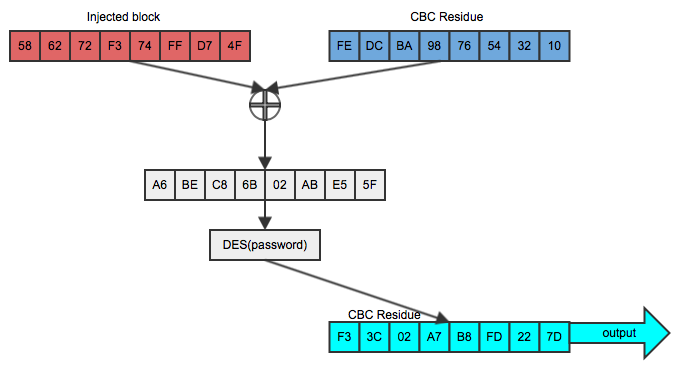 Injected block
58 62 72 F3 74 FF D7 4F
CBC Residue
FE DC BA 98 76 54 32 10
A6 BE C8 6B 02 AB E5 5F
DES(password)
CBC Residue
F3 3C 02 A7 B8 FD 22 7D
output